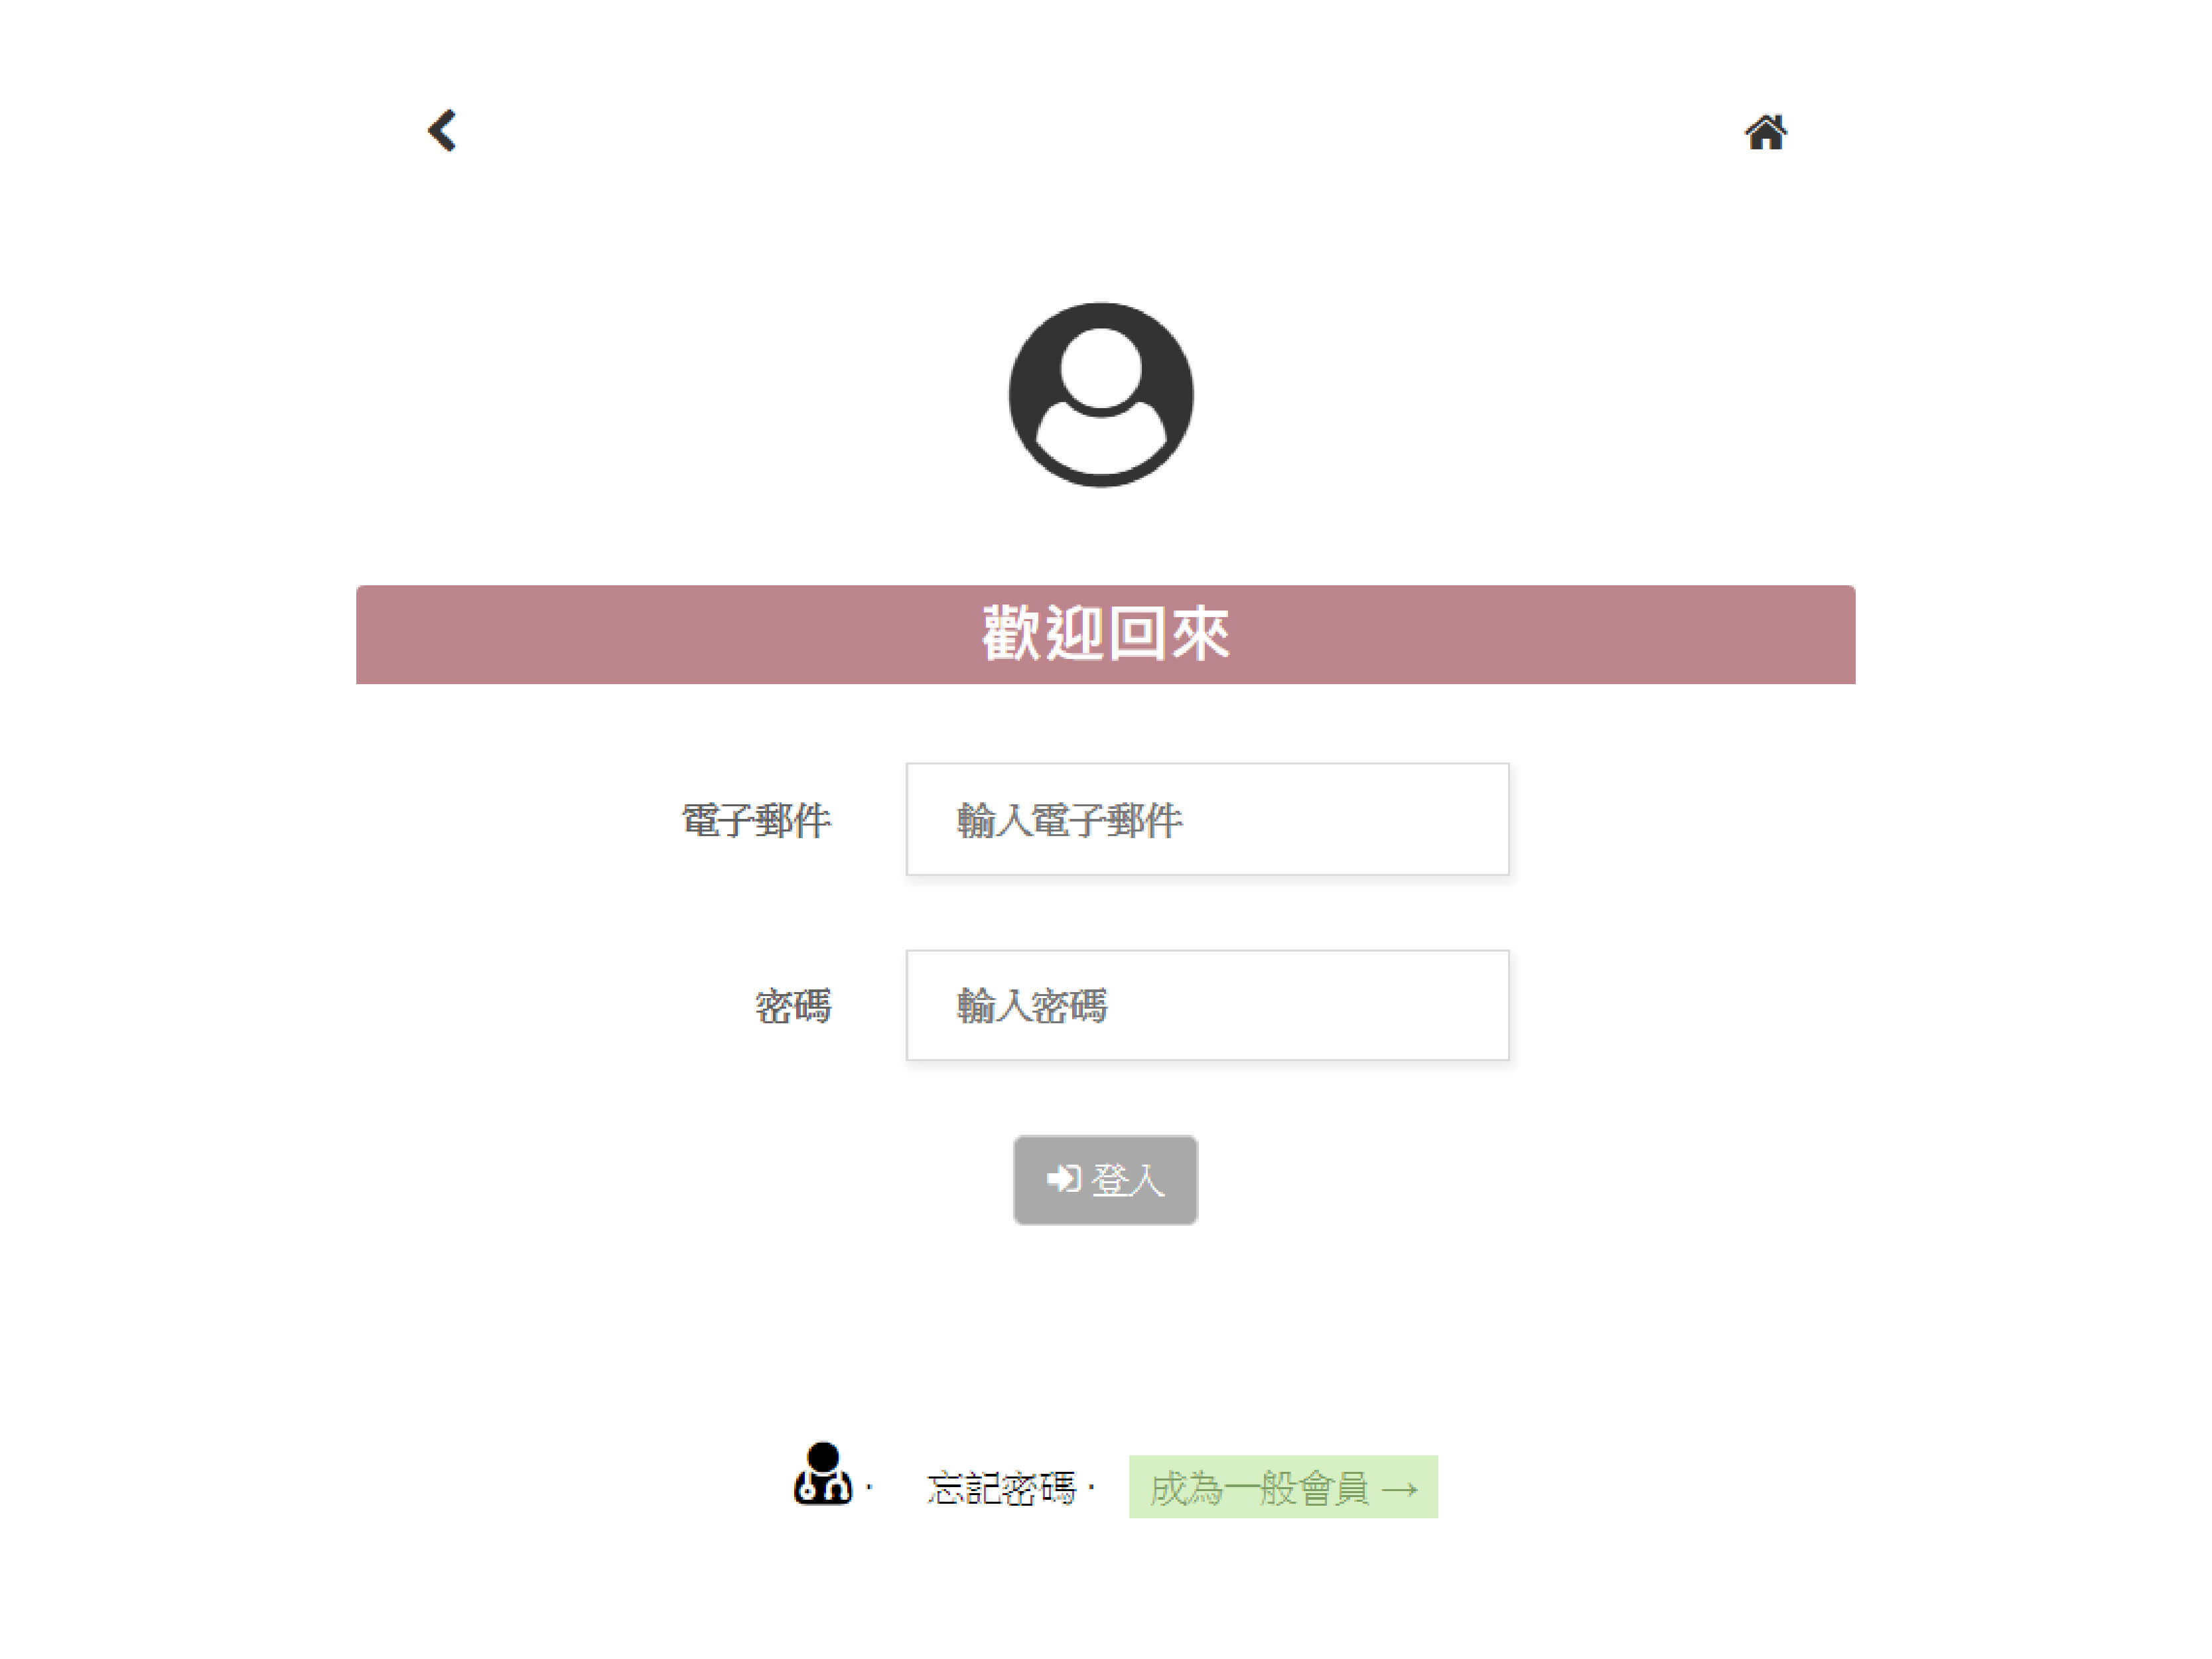 歡迎回來
電子郵件 輸入電子郵件
密碼 輸入密碼
登入
· 忘記密碼 · 成為一般會員 →